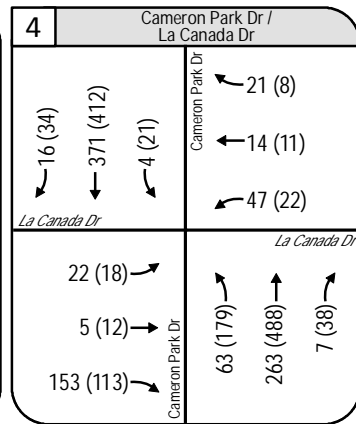 4
Cameron Park Dr /
La Canada Dr
16 (34)
371 (412)
4 (21)
La Canada Dr
Cameron Park Dr
21 (8)
14 (11)
47 (22)
22 (18)
5 (12)
153 (113)
Cameron Park Dr
La Canada Dr
63 (179)
263 (488)
7 (38)